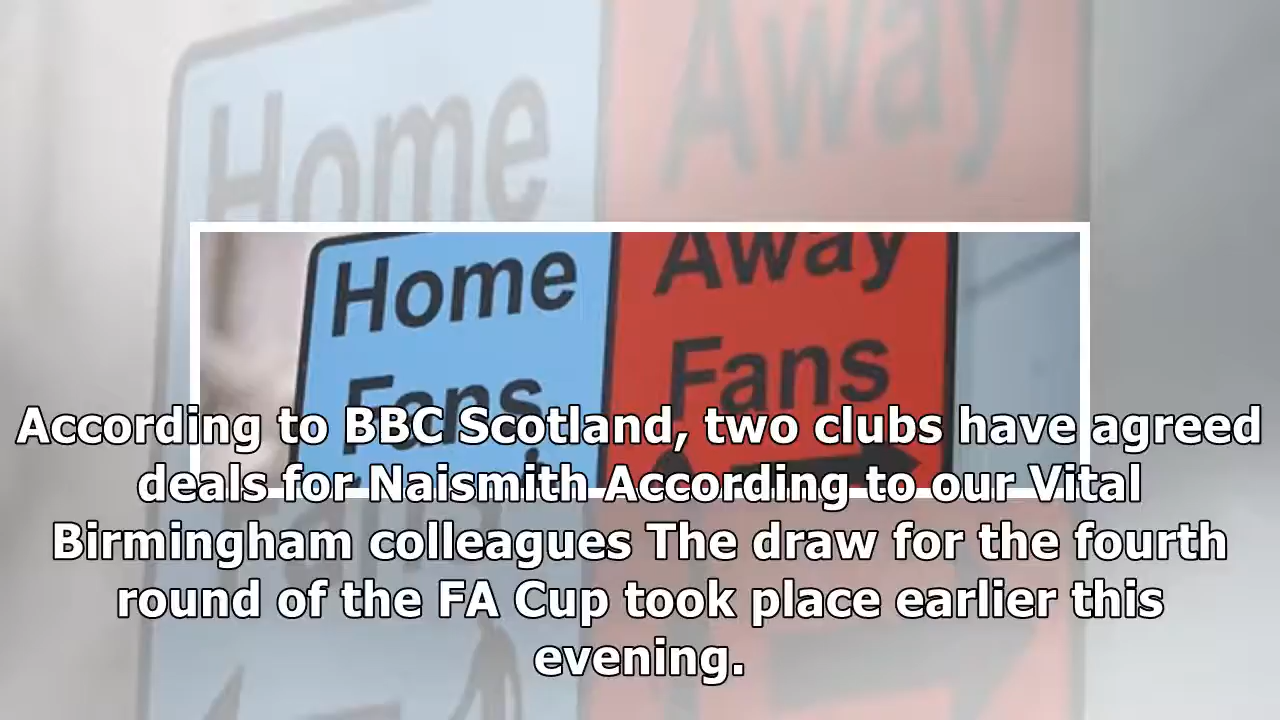 Home Away
Home Away
Fans Fans
According to BBC Scotland, two clubs have agreed
deals for Naismith According to our Vital
Birmingham colleagues The draw for the fourth
round of the FA Cup took place earlier this
evening.